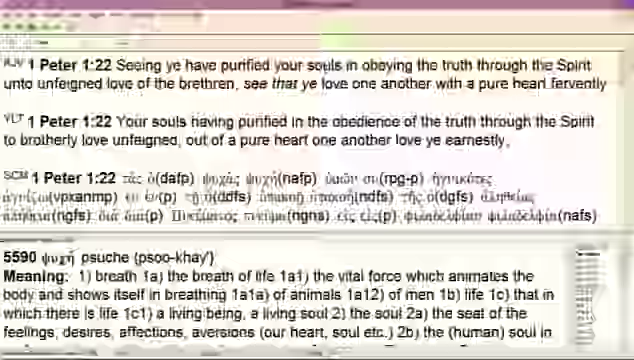 KJV 1 Peter 1:22 Seeing ye have purified your souls in obeying the truth through the Spirit
unto unfeigned love of the brethren, see that ye love one another with a pure heart fervently
YLT 1 Peter 1:22 Your souls having purified in the obedience of the truth through the Spirit
to brotherly love unfeigned, out of a pure heart one another love ye earnestly,
SCM 1 Peter 1:22 τὰς ὁ(dafp) ψυχὰς ψυχή(nafp) ὑμῶν συ(rpg-p) ἡγνικότες
ἁγνίζω(vpxanmp) ἐν ἐν(p) τῇ ὁ(ddfs) ὑπακοῇ ὑπακοή(ndfs) τῆς ὁ(dgfs) ἀληθείας
ἀλήθεια(ngfs) διὰ διά(p) Πνεύματος πνεῦμα(ngns) εἰς εἰς(p) φιλαδελφίαν φιλαδελφία(nafs)
5590 ψυχή psuche {psoo-khay'}
Meaning: 1) breath 1a) the breath of life 1a1) the vital force which animates the
body and shows itself in breathing 1a1a) of animals 1a12) of men 1b) life 1c) that in
which there is life 1c1) a living being, a living soul 2) the soul 2a) the seat of the
feelings, desires, affections, aversions (our heart, soul etc.) 2b) the (human) soul in